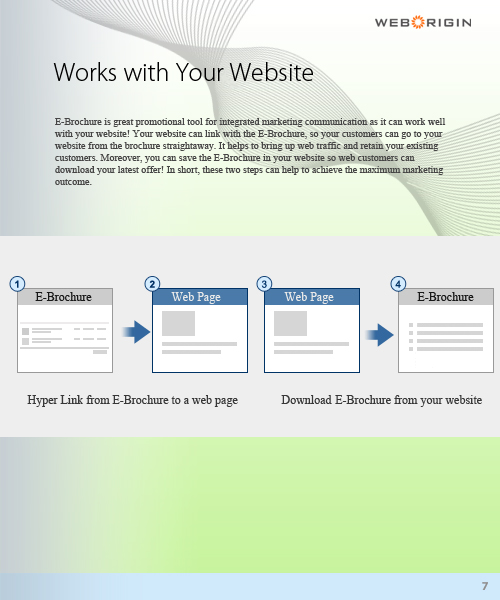 WEBORIGIN
Works with Your Website
E-Brochure is great promotional tool for integrated marketing communication as it can work well
with your website! Your website can link with the E-Brochure, so your customers can go to your
website from the brochure straightaway. It helps to bring up web traffic and retain your existing
customers. Moreover, you can save the E-Brochure in your website so web customers can
download your latest offer! In short, these two steps can help to achieve the maximum marketing
outcome.
1 2 3 4
E-Brochure Web Page Web Page E-Brochure
Hyper Link from E-Brochure to a web page Download E-Brochure from your website
7